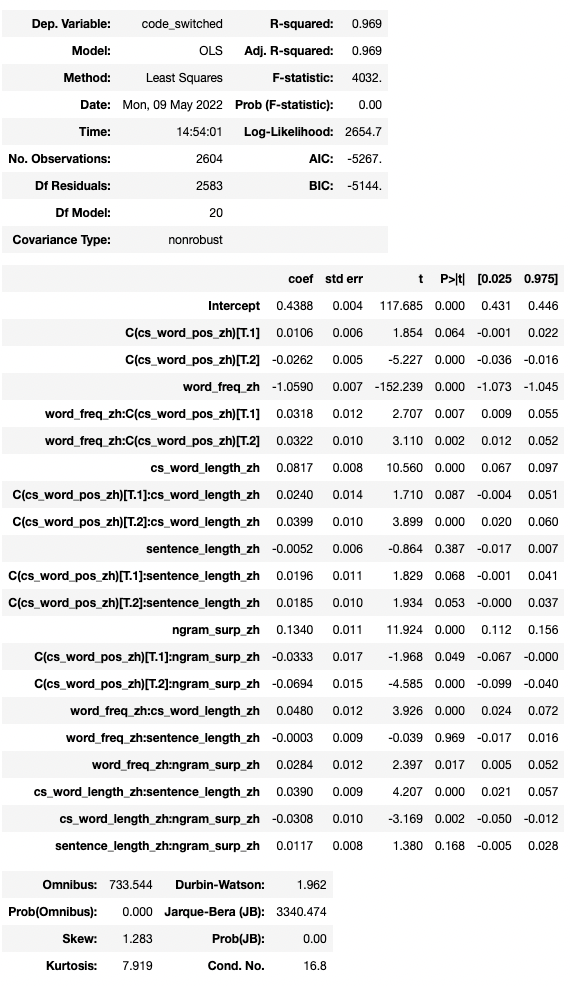 Dep. Variable: code_switched R-squared: 0.969
Model: OLS Adj. R-squared: 0.969
Method: Least Squares F-statistic: 4032.
Date: Mon, 09 May 2022 Prob (F-statistic): 0.00
Time: 14:54:01 Log-Likelihood: 2654.7
No. Observations: 2604 AIC: -5267.
Df Residuals: 2583 BIC: -5144.
Df Model: 20
Covariance Type: nonrobust
coef std err t P>|t| [0.025 0.975]
Intercept 0.4388 0.004 117.685 0.000 0.431 0.446
C(cs_word_pos_zh)[T.1] 0.0106 0.006 1.854 0.064 -0.001 0.022
C(cs_word_pos_zh)[T.2] -0.0262 0.005 -5.227 0.000 -0.036 -0.016
word_freq_zh -1.0590 0.007 -152.239 0.000 -1.073 -1.045
word_freq_zh:C(cs_word_pos_zh)[T.1] 0.0318 0.012 2.707 0.007 0.009 0.055
word_freq_zh:C(cs_word_pos_zh)[T.2] 0.0322 0.010 3.110 0.002 0.012 0.052
cs_word_length_zh 0.0817 0.008 10.560 0.000 0.067 0.097
C(cs_word_pos_zh)[T.1]:cs_word_length_zh 0.0240 0.014 1.710 0.087 -0.004 0.051
C(cs_word_pos_zh)[T.2]:cs_word_length_zh 0.0399 0.010 3.899 0.000 0.020 0.060
sentence_length_zh -0.0052 0.006 -0.864 0.387 -0.017 0.007
C(cs_word_pos_zh)[T.1]:sentence_length_zh 0.0196 0.011 1.829 0.068 -0.001 0.041
C(cs_word_pos_zh)[T.2]:sentence_length_zh 0.0185 0.010 1.934 0.053 -0.000 0.037
ngram_surp_zh 0.1340 0.011 11.924 0.000 0.112 0.156
C(cs_word_pos_zh)[T.1]:ngram_surp_zh -0.0333 0.017 -1.968 0.049 -0.067 -0.000
C(cs_word_pos_zh)[T.2]:ngram_surp_zh -0.0694 0.015 -4.585 0.000 -0.099 -0.040
word_freq_zh:cs_word_length_zh 0.0480 0.012 3.926 0.000 0.024 0.072
word_freq_zh:sentence_length_zh -0.0003 0.009 -0.039 0.969 -0.017 0.016
word_freq_zh:ngram_surp_zh 0.0284 0.012 2.397 0.017 0.005 0.052
cs_word_length_zh:sentence_length_zh 0.0390 0.009 4.207 0.000 0.021 0.057
cs_word_length_zh:ngram_surp_zh -0.0308 0.010 -3.169 0.002 -0.050 -0.012
sentence_length_zh:ngram_surp_zh 0.0117 0.008 1.380 0.168 -0.005 0.028
Omnibus: 733.544 Durbin-Watson: 1.962
Prob(Omnibus): 0.000 Jarque-Bera (JB): 3340.474
Skew: 1.283 Prob(JB): 0.00
Kurtosis: 7.919 Cond. No. 16.8